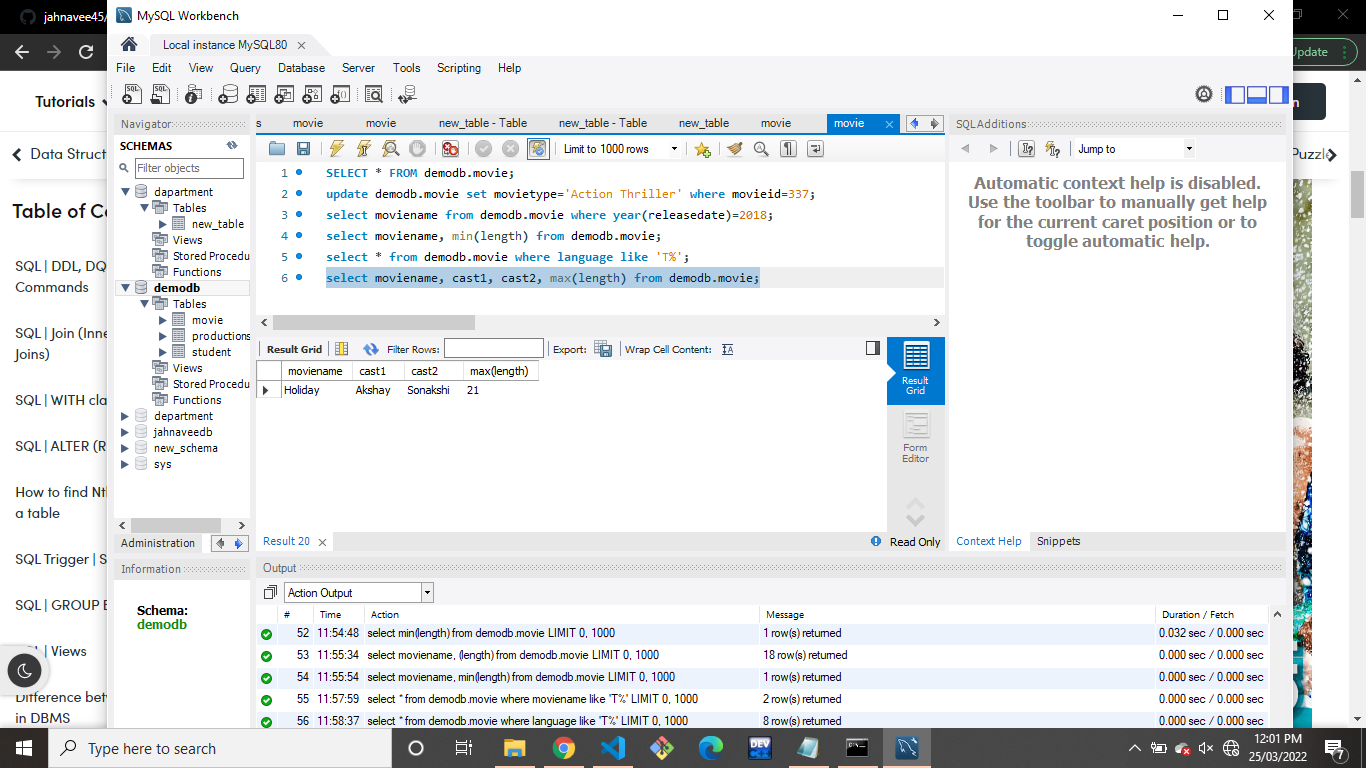 jahnavee45/
MySQL Workbench
Update
Local instance MySQL80
File Edit View Query Database Server Tools Scripting Help
Tutorials
n
Data Struct
Puzzle
Table of Co
SQL | DDL, DQ
Commands
SQL | Join (Inne
Joins)
SQL | WITH cla
SQL | ALTER (R
How to find Nt
a table
SQL Trigger | S
SQL | GROUP B
SQL | Views
Difference betw
in DBMS
Navigator
SCHEMAS
Filter objects
dapartment
Tables
new_table
Views
Stored Procedu
Functions
demodb
Tables
movie
productions
student
Views
Stored Procedu
Functions
department
jahnaveedb
new_schema
sys
Administration
Information
Schema:
demodb
s movie movie new_table - Table new_table - Table new_table movie movie
Limit to 1000 rows
1 SELECT * FROM demodb.movie;
2 update demodb.movie set movietype='Action Thriller' where movieid=337;
3 select moviename from demodb.movie where year(releasedate)=2018;
4 select moviename, min(length) from demodb.movie;
5 select * from demodb.movie where language like 'T%';
6 select moviename, cast1, cast2, max(length) from demodb.movie;
Result Grid Filter Rows: Export: Wrap Cell Content:
moviename cast1 cast2 max(length)
Holiday Akshay Sonakshi 21
Result
Grid
Form
Editor
Result 20
Read Only
SQLAdditions
Jump to
Automatic context help is disabled.
Use the toolbar to manually get help
for the current caret position or to
toggle automatic help.
Context Help Snippets
Output
Action Output
# Time Action Message Duration / Fetch
52 11:54:48 select min(length) from demodb.movie LIMIT 0, 1000 1 row(s) returned 0.032 sec / 0.000 sec
53 11:55:34 select moviename, (length) from demodb.movie LIMIT 0, 1000 18 row(s) returned 0.000 sec / 0.000 sec
54 11:55:54 select moviename, min(length) from demodb.movie LIMIT 0, 1000 1 row(s) returned 0.000 sec / 0.000 sec
55 11:57:59 select * from demodb.movie where moviename like 'T%' LIMIT 0, 1000 2 row(s) returned 0.000 sec / 0.000 sec
56 11:58:37 select * from demodb.movie where language like 'T%' LIMIT 0, 1000 8 row(s) returned 0.000 sec / 0.000 sec
Type here to search
DEV
12:01 PM
25/03/2022
7